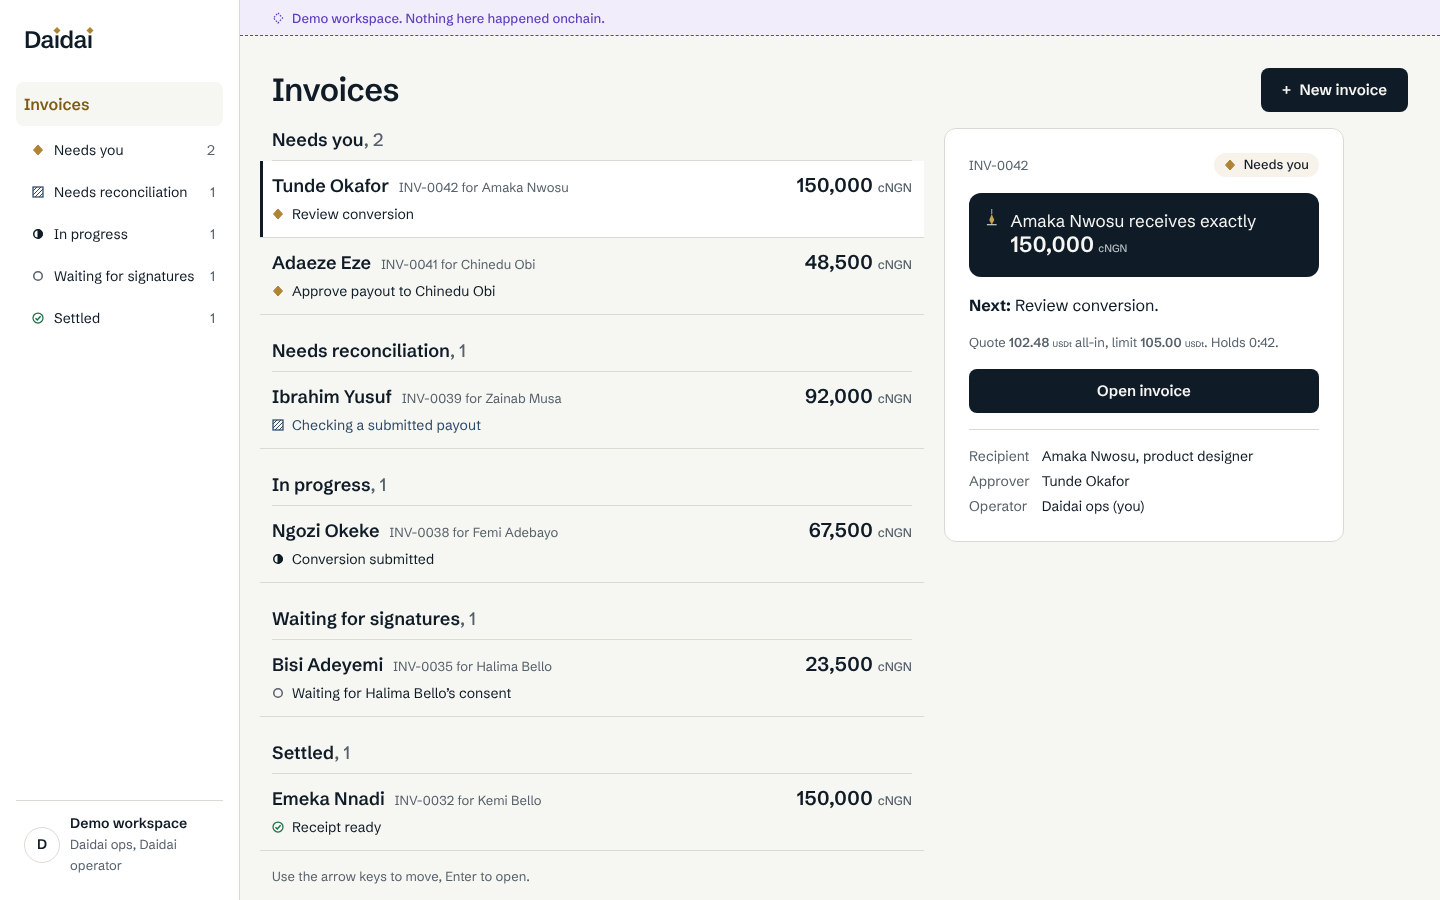 Daidai
Invoices
Needs you 2
Needs reconciliation 1
In progress 1
Waiting for signatures 1
Settled 1
D
Demo workspace
Daidai ops, Daidai
operator
Demo workspace. Nothing here happened onchain.
Invoices
+ New invoice
Needs you, 2
Tunde Okafor INV-0042 for Amaka Nwosu 150,000 cNGN
Review conversion
Adaeze Eze INV-0041 for Chinedu Obi 48,500 cNGN
Approve payout to Chinedu Obi
Needs reconciliation, 1
Ibrahim Yusuf INV-0039 for Zainab Musa 92,000 cNGN
Checking a submitted payout
In progress, 1
Ngozi Okeke INV-0038 for Femi Adebayo 67,500 cNGN
Conversion submitted
Waiting for signatures, 1
Bisi Adeyemi INV-0035 for Halima Bello 23,500 cNGN
Waiting for Halima Bello’s consent
Settled, 1
Emeka Nnadi INV-0032 for Kemi Bello 150,000 cNGN
Receipt ready
Use the arrow keys to move, Enter to open.
INV-0042 Needs you
Amaka Nwosu receives exactly
150,000 cNGN
Next: Review conversion.
Quote 102.48 USDt all-in, limit 105.00 USDt. Holds 0:42.
Open invoice
Recipient Amaka Nwosu, product designer
Approver Tunde Okafor
Operator Daidai ops (you)